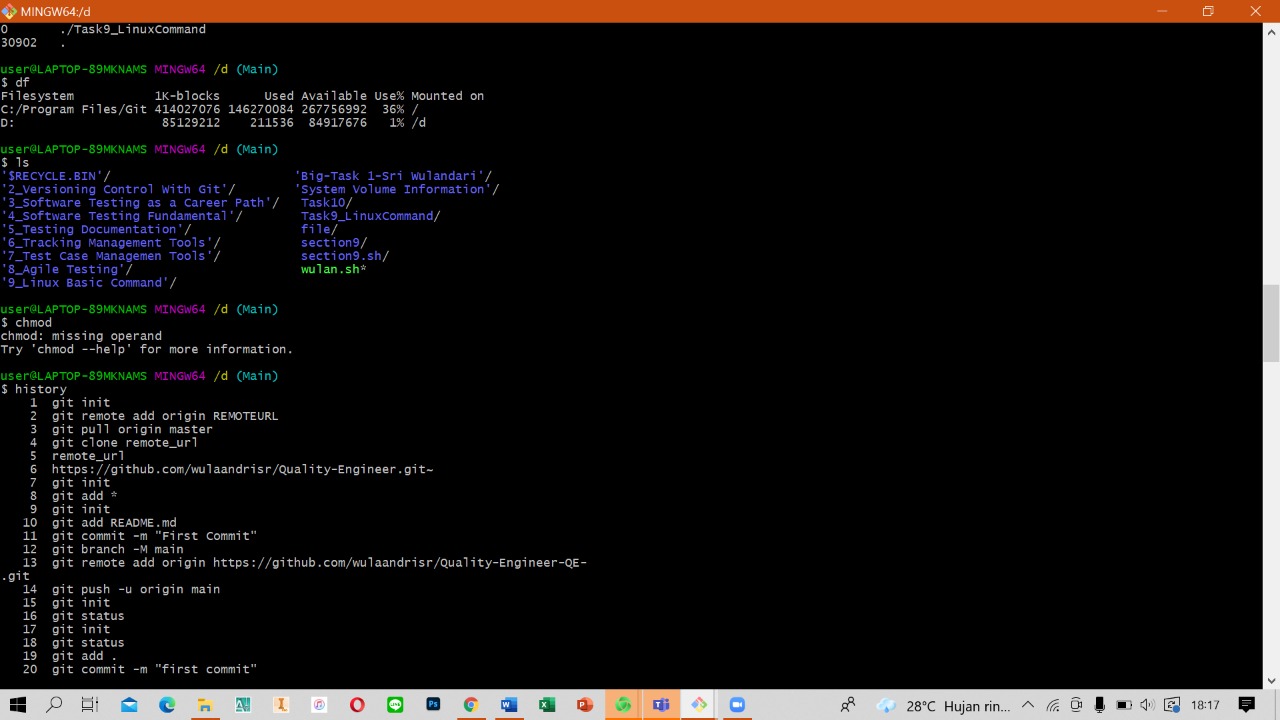 MINGW64:/d
0       ./Task9_LinuxCommand
30902   .
user@LAPTOP-89MKNAMS MINGW64 /d (Main)
$ df
Filesystem           1K-blocks      Used Available Use% Mounted on
C:/Program Files/Git 414027076 146270084 267756992  36% /
D:                    85129212    211536  84917676   1% /d
user@LAPTOP-89MKNAMS MINGW64 /d (Main)
$ ls
'$RECYCLE.BIN'/                         'Big-Task 1-Sri Wulandari'/
'2_Versioning Control With Git'/        'System Volume Information'/
'3_Software Testing as a Career Path'/   Task10/
'4_Software Testing Fundamental'/        Task9_LinuxCommand/
'5_Testing Documentation'/               file/
'6_Tracking Management Tools'/           section9/
'7_Test Case Managemen Tools'/           section9.sh/
'8_Agile Testing'/                       wulan.sh*
'9_Linux Basic Command'/
user@LAPTOP-89MKNAMS MINGW64 /d (Main)
$ chmod
chmod: missing operand
Try 'chmod --help' for more information.
user@LAPTOP-89MKNAMS MINGW64 /d (Main)
$ history
    1  git init
    2  git remote add origin REMOTEURL
    3  git pull origin master
    4  git clone remote_url
    5  remote_url
    6  https://github.com/wulaandrisr/Quality-Engineer.git~
    7  git init
    8  git add *
    9  git init
   10  git add README.md
   11  git commit -m "First Commit"
   12  git branch -M main
   13  git remote add origin https://github.com/wulaandrisr/Quality-Engineer-QE-
.git
   14  git push -u origin main
   15  git init
   16  git status
   17  git init
   18  git status
   19  git add .
   20  git commit -m "first commit"
28°C Hujan rin... 18:17